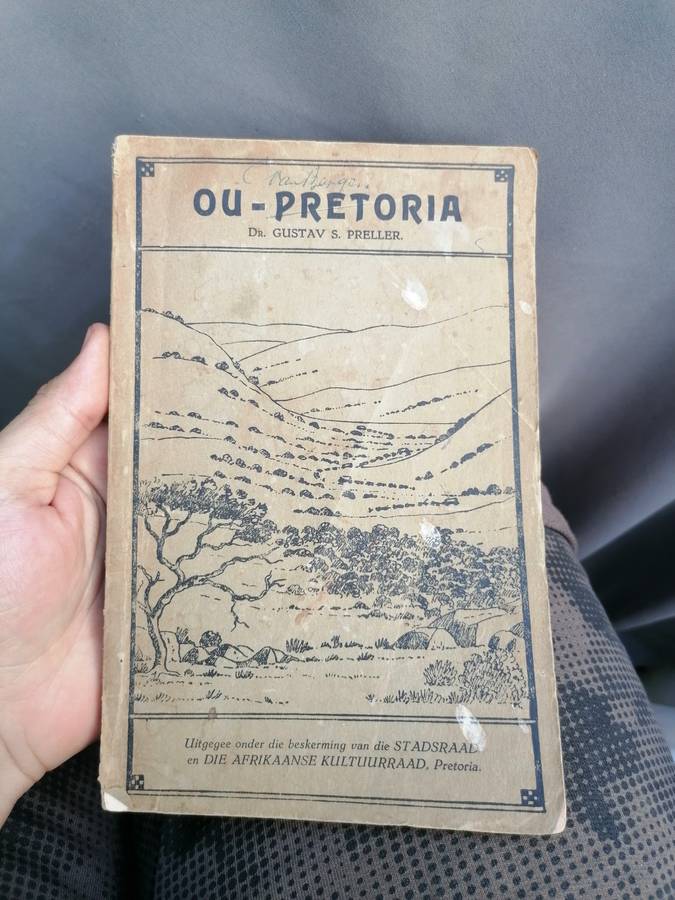 OU-PRETORIA
DR. GUSTAV S. PRELLER.
Uitgegee onder die beskerming van die STADSRAAD
en DIE AFRIKAANSE KULTUURRAAD, Pretoria.